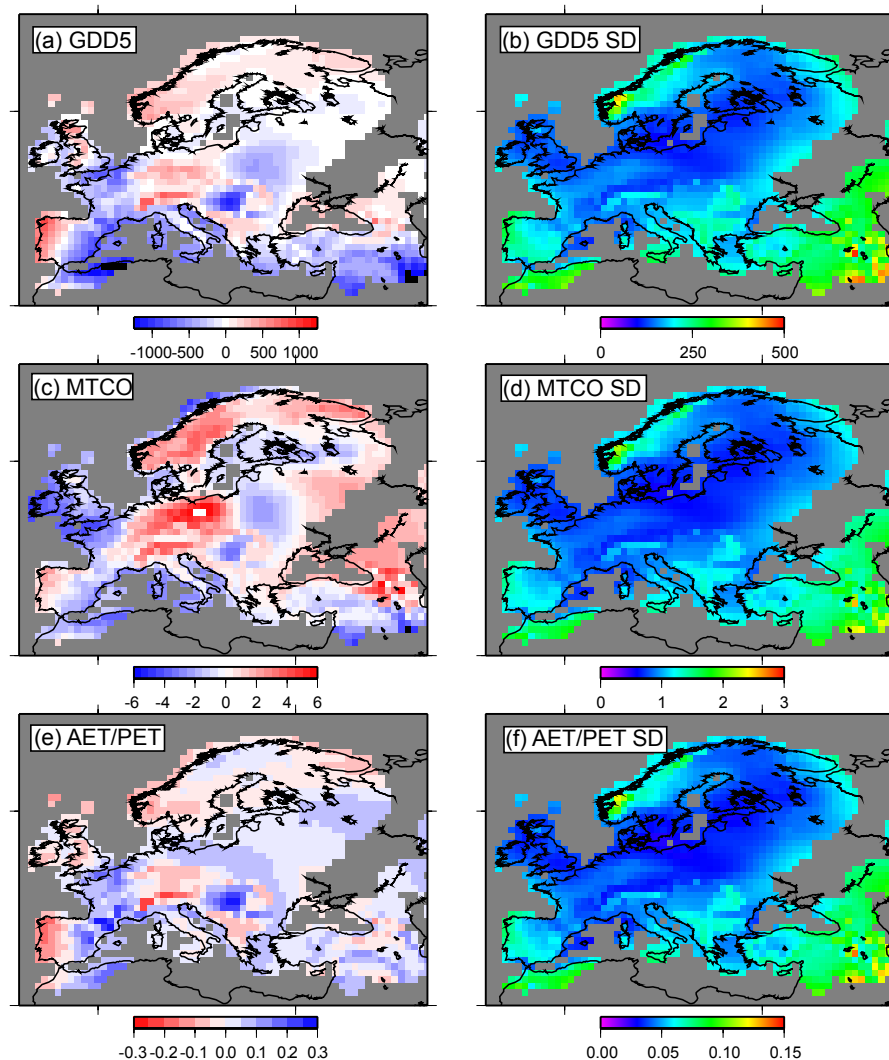 (a) GDD5
(b) GDD5 SD
-1000 -500 0 500 1000
0 250 500
(c) MTCO
(d) MTCO SD
-6 -4 -2 0 2 4 6
0 1 2 3
(e) AET/PET
(f) AET/PET SD
-0.3 -0.2 -0.1 0.0 0.1 0.2 0.3
0.00 0.05 0.10 0.15